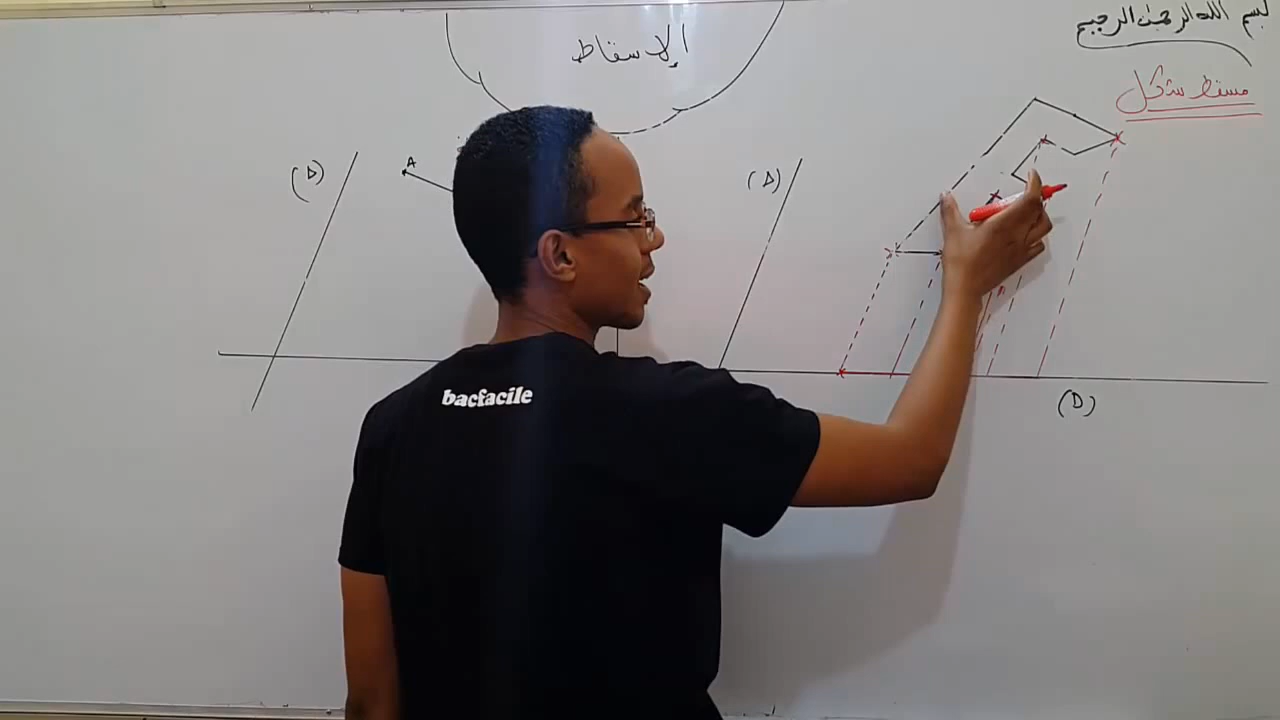 بسم الله الرحمن الرحيم
الإسقاط
مسقط شكل
(Δ)
A
(Δ)
(D)
bacfacile